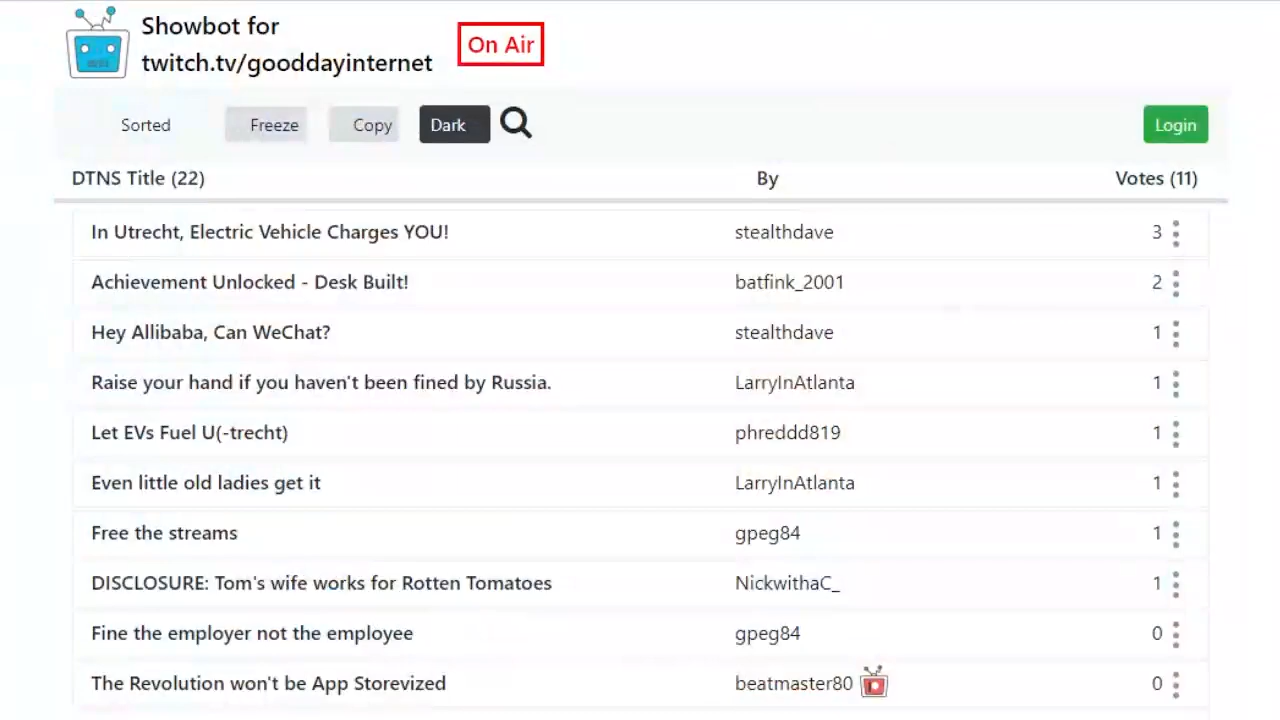 Showbot for
twitch.tv/gooddayinternet
On Air
Sorted Freeze Copy Dark Login
DTNS Title (22) By Votes (11)
In Utrecht, Electric Vehicle Charges YOU! stealthdave 3
Achievement Unlocked - Desk Built! batfink_2001 2
Hey Allibaba, Can WeChat? stealthdave 1
Raise your hand if you haven't been fined by Russia. LarryInAtlanta 1
Let EVs Fuel U(-trecht) phreddd819 1
Even little old ladies get it LarryInAtlanta 1
Free the streams gpeg84 1
DISCLOSURE: Tom's wife works for Rotten Tomatoes NickwithaC_ 1
Fine the employer not the employee gpeg84 0
The Revolution won't be App Storevized beatmaster80 0